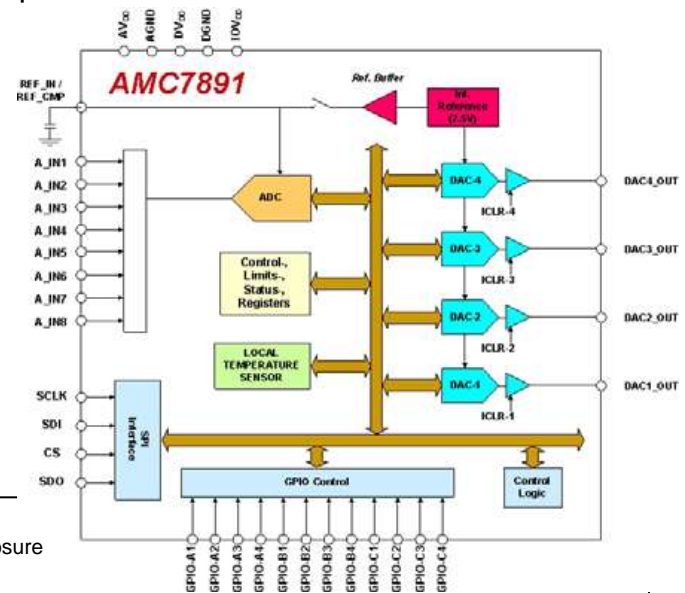 AVDD
AGND
DVDD
DGND
IOVDD
AMC7891
REF_IN /
REF_CMP
Ref. Buffer
Int.
Reference
(2.5V)
A_IN1
A_IN2
A_IN3
A_IN4
A_IN5
A_IN6
A_IN7
A_IN8
ADC
DAC-4
ICLR-4
DAC4_OUT
DAC-3
ICLR-3
DAC3_OUT
DAC-2
ICLR-2
DAC2_OUT
DAC-1
ICLR-1
DAC1_OUT
Control-,
Limits-,
Status-,
Registers
LOCAL
TEMPERATURE
SENSOR
SCLK
SDI
CS
SDO
SPI
Interface
GPIO Control
Control
Logic
osure
GPIO-A1
GPIO-A2
GPIO-A3
GPIO-A4
GPIO-B1
GPIO-B2
GPIO-B3
GPIO-B4
GPIO-C1
GPIO-C2
GPIO-C3
GPIO-C4